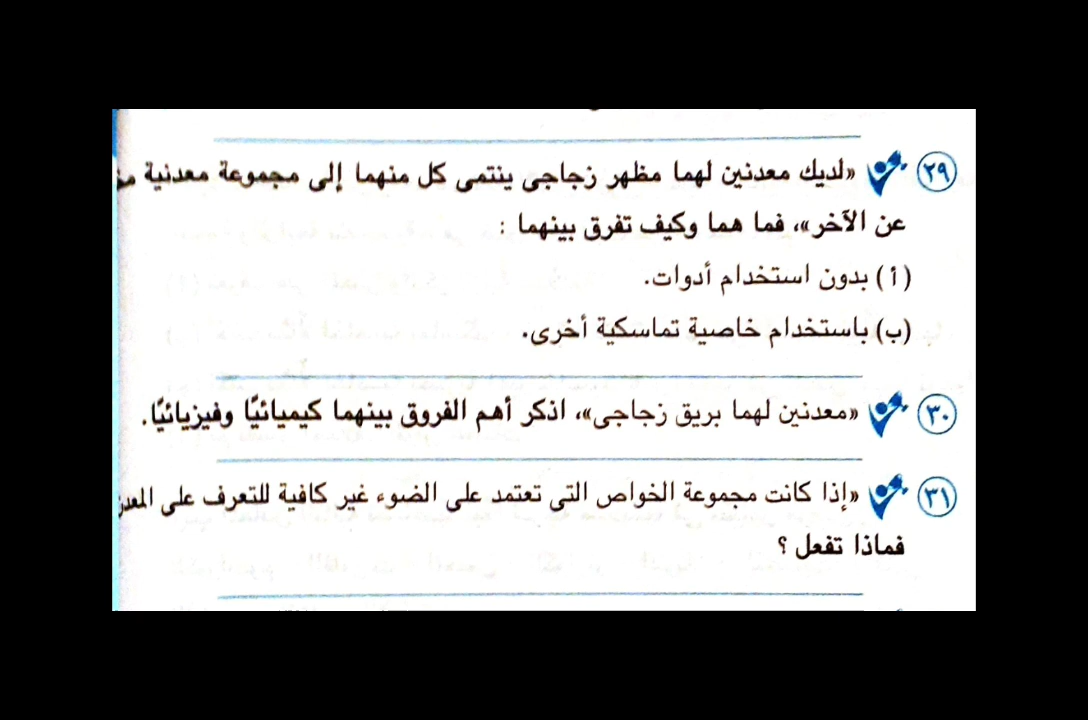 ٢٩ «لديك معدنين لهما مظهر زجاجى ينتمى كل منهما إلى مجموعة معدنية
عن الآخر»، فما هما وكيف تفرق بينهما :
(أ) بدون استخدام أدوات.
(ب) باستخدام خاصية تماسكية أخرى.
٣٠ «معدنين لهما بريق زجاجى»، اذكر أهم الفروق بينهما كيميائيًا وفيزيائيًا.
٣١ «إذا كانت مجموعة الخواص التى تعتمد على الضوء غير كافية للتعرف على
فماذا تفعل ؟